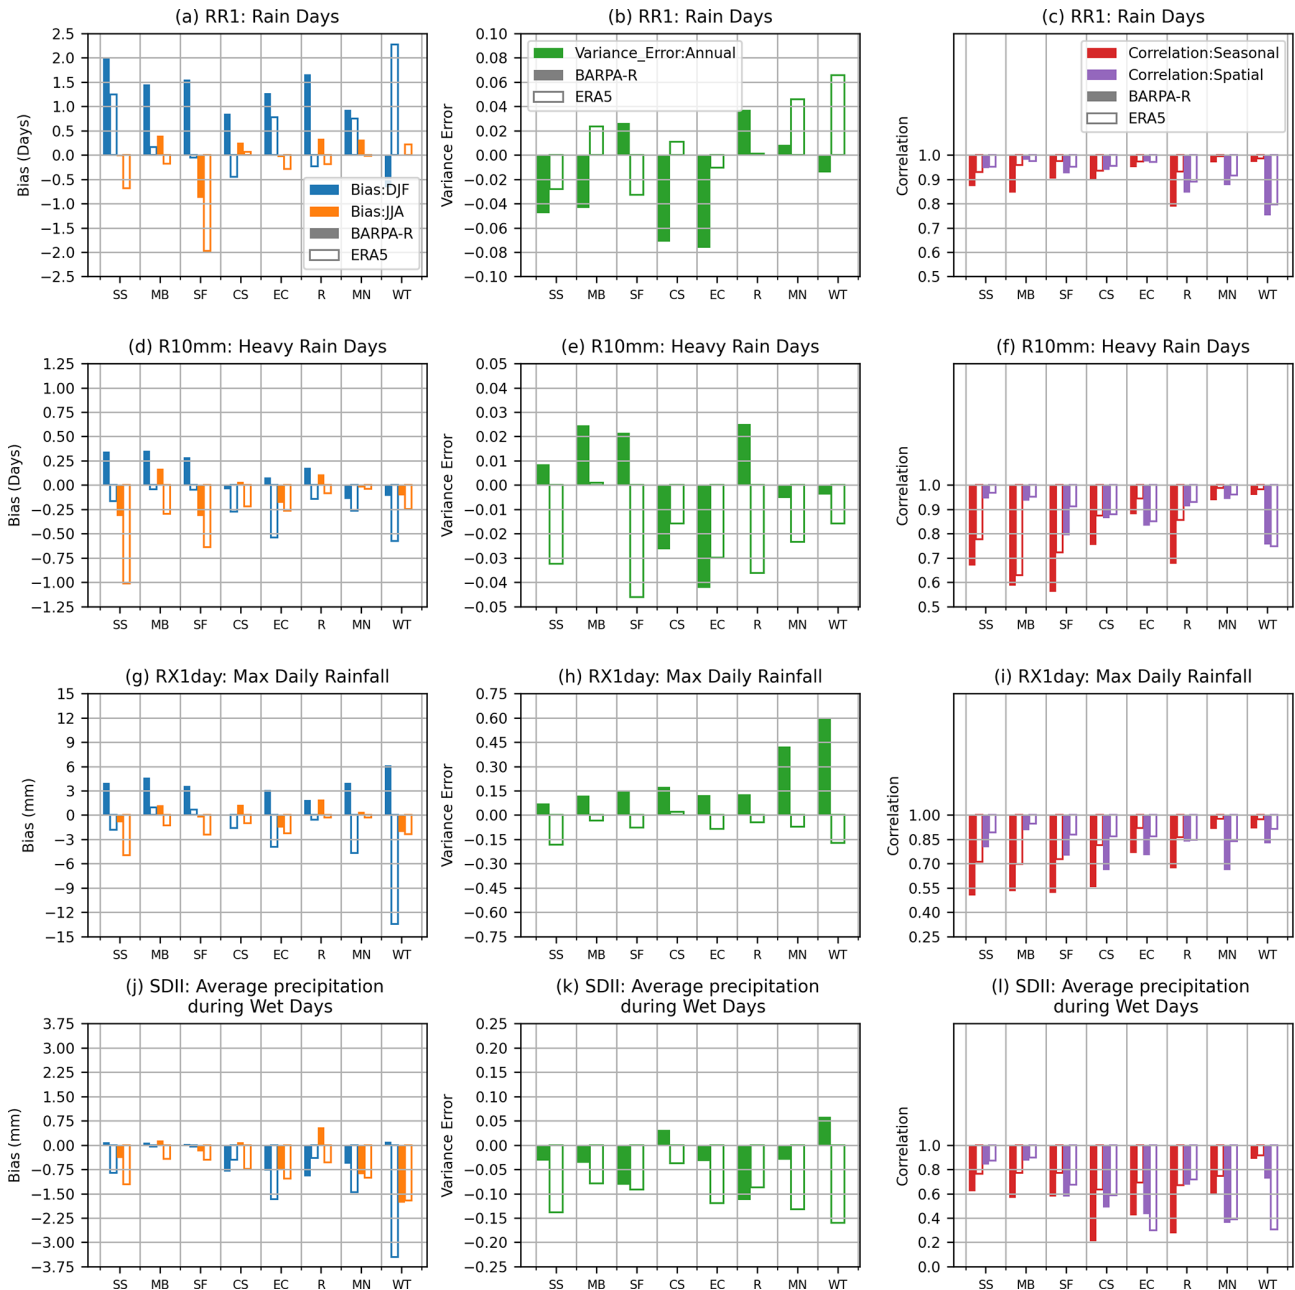 (a) RR1: Rain Days
Bias (Days)
2.5
2.0
1.5
1.0
0.5
0.0
−0.5
−1.0
−1.5
−2.0
−2.5
Bias:DJF
Bias:JJA
BARPA-R
ERA5
SS MB SF CS EC R MN WT
(b) RR1: Rain Days
Variance Error
0.10
0.08
0.06
0.04
0.02
0.00
−0.02
−0.04
−0.06
−0.08
−0.10
Variance_Error:Annual
BARPA-R
ERA5
SS MB SF CS EC R MN WT
(c) RR1: Rain Days
Correlation
1.0
0.9
0.8
0.7
0.6
0.5
Correlation:Seasonal
Correlation:Spatial
BARPA-R
ERA5
SS MB SF CS EC R MN WT
(d) R10mm: Heavy Rain Days
Bias (Days)
1.25
1.00
0.75
0.50
0.25
0.00
−0.25
−0.50
−0.75
−1.00
−1.25
SS MB SF CS EC R MN WT
(e) R10mm: Heavy Rain Days
Variance Error
0.05
0.04
0.03
0.02
0.01
0.00
−0.01
−0.02
−0.03
−0.04
−0.05
SS MB SF CS EC R MN WT
(f) R10mm: Heavy Rain Days
Correlation
1.0
0.9
0.8
0.7
0.6
0.5
SS MB SF CS EC R MN WT
(g) RX1day: Max Daily Rainfall
Bias (mm)
15
12
9
6
3
0
−3
−6
−9
−12
−15
SS MB SF CS EC R MN WT
(h) RX1day: Max Daily Rainfall
Variance Error
0.75
0.60
0.45
0.30
0.15
0.00
−0.15
−0.30
−0.45
−0.60
−0.75
SS MB SF CS EC R MN WT
(i) RX1day: Max Daily Rainfall
Correlation
1.00
0.85
0.70
0.55
0.40
0.25
SS MB SF CS EC R MN WT
(j) SDII: Average precipitation
during Wet Days
Bias (mm)
3.75
3.00
2.25
1.50
0.75
0.00
−0.75
−1.50
−2.25
−3.00
−3.75
SS MB SF CS EC R MN WT
(k) SDII: Average precipitation
during Wet Days
Variance Error
0.25
0.20
0.15
0.10
0.05
0.00
−0.05
−0.10
−0.15
−0.20
−0.25
SS MB SF CS EC R MN WT
(l) SDII: Average precipitation
during Wet Days
Correlation
1.0
0.8
0.6
0.4
0.2
0.0
SS MB SF CS EC R MN WT